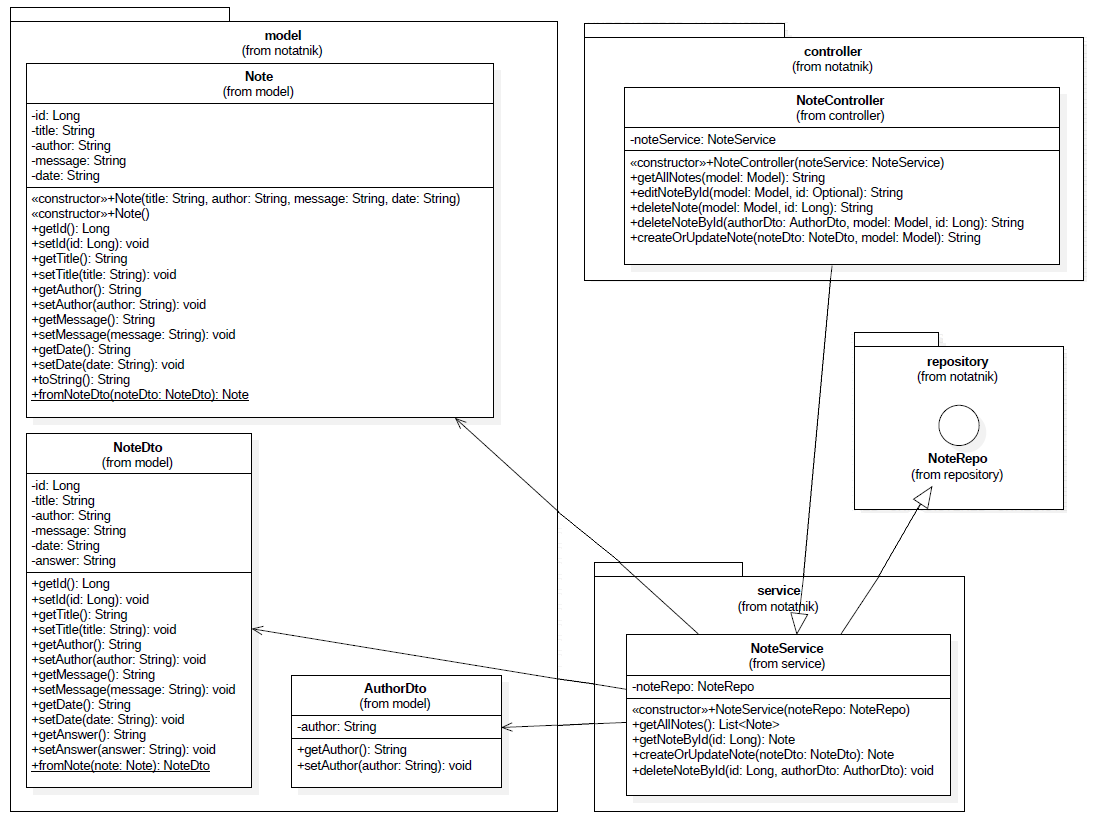 model
(from notatnik)
Note
(from model)
-id: Long
-title: String
-author: String
-message: String
-date: String
«constructor»+Note(title: String, author: String, message: String, date: String)
«constructor»+Note()
+getId(): Long
+setId(id: Long): void
+getTitle(): String
+setTitle(title: String): void
+getAuthor(): String
+setAuthor(author: String): void
+getMessage(): String
+setMessage(message: String): void
+getDate(): String
+setDate(date: String): void
+toString(): String
+fromNoteDto(noteDto: NoteDto): Note
NoteDto
(from model)
-id: Long
-title: String
-author: String
-message: String
-date: String
-answer: String
+getId(): Long
+setId(id: Long): void
+getTitle(): String
+setTitle(title: String): void
+getAuthor(): String
+setAuthor(author: String): void
+getMessage(): String
+setMessage(message: String): void
+getDate(): String
+setDate(date: String): void
+getAnswer(): String
+setAnswer(answer: String): void
+fromNote(note: Note): NoteDto
AuthorDto
(from model)
-author: String
+getAuthor(): String
+setAuthor(author: String): void
controller
(from notatnik)
NoteController
(from controller)
-noteService: NoteService
«constructor»+NoteController(noteService: NoteService)
+getAllNotes(model: Model): String
+editNoteById(model: Model, id: Optional): String
+deleteNote(model: Model, id: Long): String
+deleteNoteById(authorDto: AuthorDto, model: Model, id: Long): String
+createOrUpdateNote(noteDto: NoteDto, model: Model): String
repository
(from notatnik)
NoteRepo
(from repository)
service
(from notatnik)
NoteService
(from service)
-noteRepo: NoteRepo
«constructor»+NoteService(noteRepo: NoteRepo)
+getAllNotes(): List<Note>
+getNoteById(id: Long): Note
+createOrUpdateNote(noteDto: NoteDto): Note
+deleteNoteById(id: Long, authorDto: AuthorDto): void